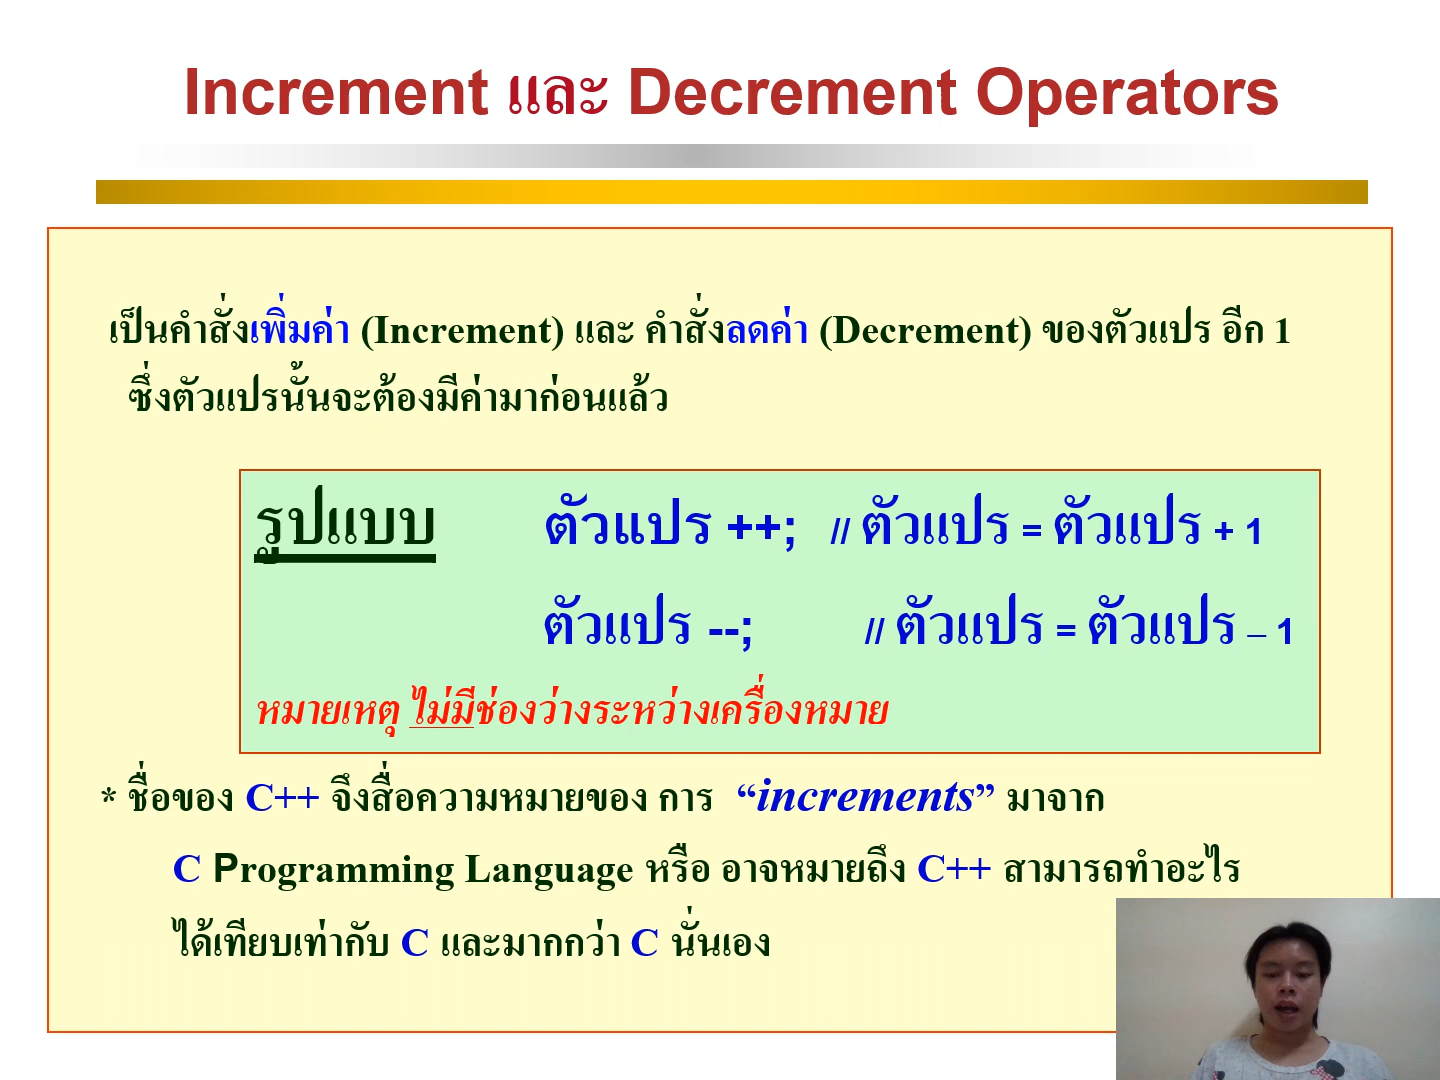 Increment และ Decrement Operators
เป็นคำสั่งเพิ่มค่า (Increment) และ คำสั่งลดค่า (Decrement) ของตัวแปร อีก 1
ซึ่งตัวแปรนั้นจะต้องมีค่ามาก่อนแล้ว
รูปแบบ ตัวแปร ++; // ตัวแปร = ตัวแปร + 1
ตัวแปร --; // ตัวแปร = ตัวแปร – 1
หมายเหตุ ไม่มีช่องว่างระหว่างเครื่องหมาย
* ชื่อของ C++ จึงสื่อความหมายของ การ “increments” มาจาก
C Programming Language หรือ อาจหมายถึง C++ สามารถทำอะไร
ได้เทียบเท่ากับ C และมากกว่า C นั่นเอง